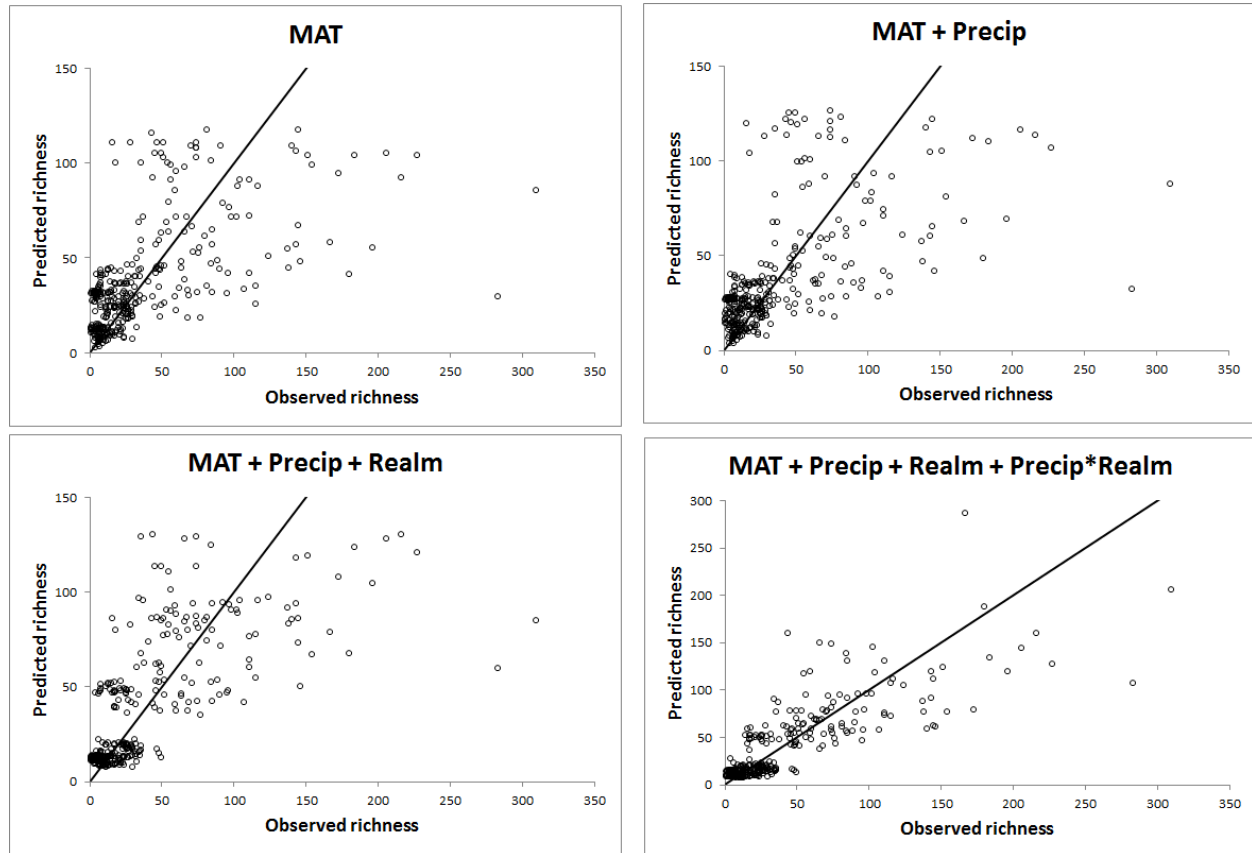 MAT
150
100
50
0
Predicted richness
0 50 100 150 200 250 300 350
Observed richness
MAT + Precip
150
100
50
0
Predicted richness
0 50 100 150 200 250 300 350
Observed richness
MAT + Precip + Realm
150
100
50
0
Predicted richness
0 50 100 150 200 250 300 350
Observed richness
MAT + Precip + Realm + Precip*Realm
300
250
200
150
100
50
0
Predicted richness
0 50 100 150 200 250 300 350
Observed richness